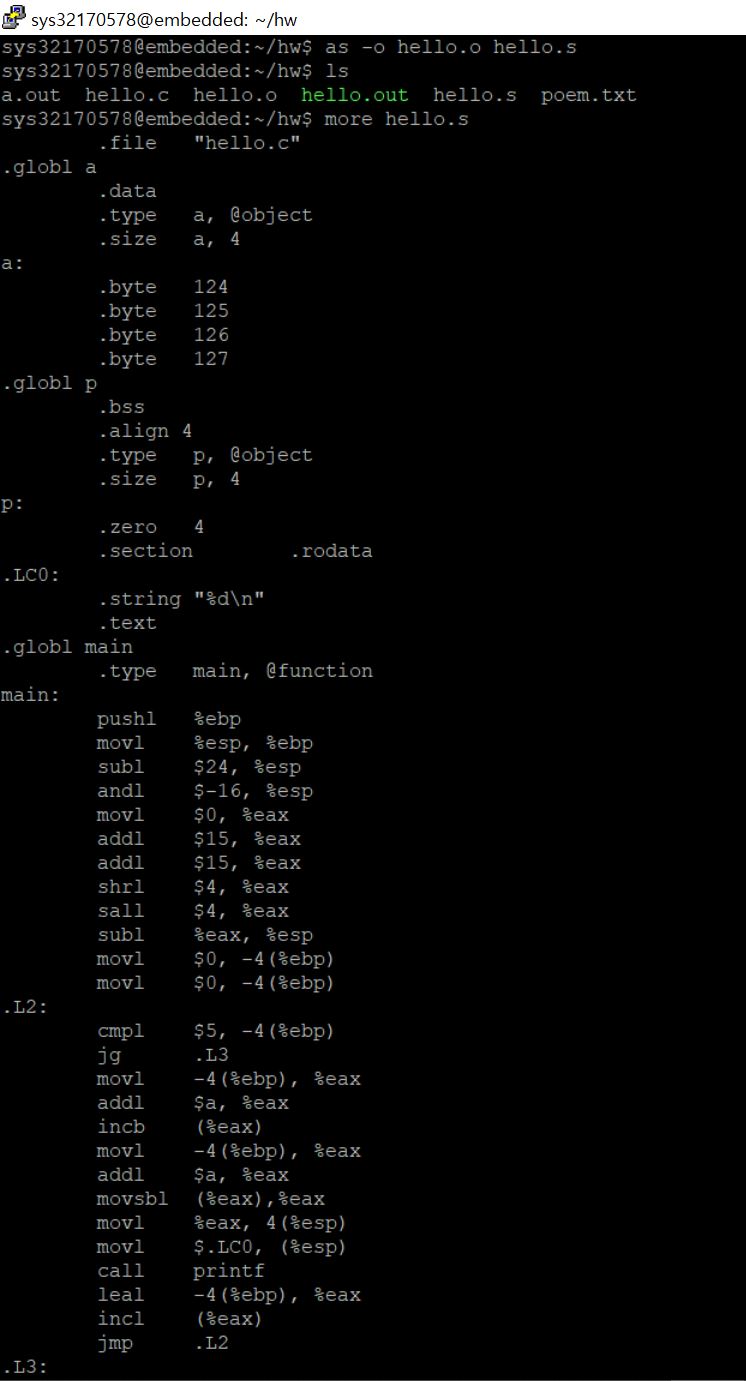 sys32170578@embedded: ~/hw
sys32170578@embedded:~/hw$ as -o hello.o hello.s
sys32170578@embedded:~/hw$ ls
a.out  hello.c  hello.o  hello.out  hello.s  poem.txt
sys32170578@embedded:~/hw$ more hello.s
        .file   "hello.c"
.globl a
        .data
        .type   a, @object
        .size   a, 4
a:
        .byte   124
        .byte   125
        .byte   126
        .byte   127
.globl p
        .bss
        .align 4
        .type   p, @object
        .size   p, 4
p:
        .zero   4
        .section        .rodata
.LC0:
        .string "%d\n"
        .text
.globl main
        .type   main, @function
main:
        pushl   %ebp
        movl    %esp, %ebp
        subl    $24, %esp
        andl    $-16, %esp
        movl    $0, %eax
        addl    $15, %eax
        addl    $15, %eax
        shrl    $4, %eax
        sall    $4, %eax
        subl    %eax, %esp
        movl    $0, -4(%ebp)
        movl    $0, -4(%ebp)
.L2:
        cmpl    $5, -4(%ebp)
        jg      .L3
        movl    -4(%ebp), %eax
        addl    $a, %eax
        incb    (%eax)
        movl    -4(%ebp), %eax
        addl    $a, %eax
        movsbl  (%eax),%eax
        movl    %eax, 4(%esp)
        movl    $.LC0, (%esp)
        call    printf
        leal    -4(%ebp), %eax
        incl    (%eax)
        jmp     .L2
.L3: